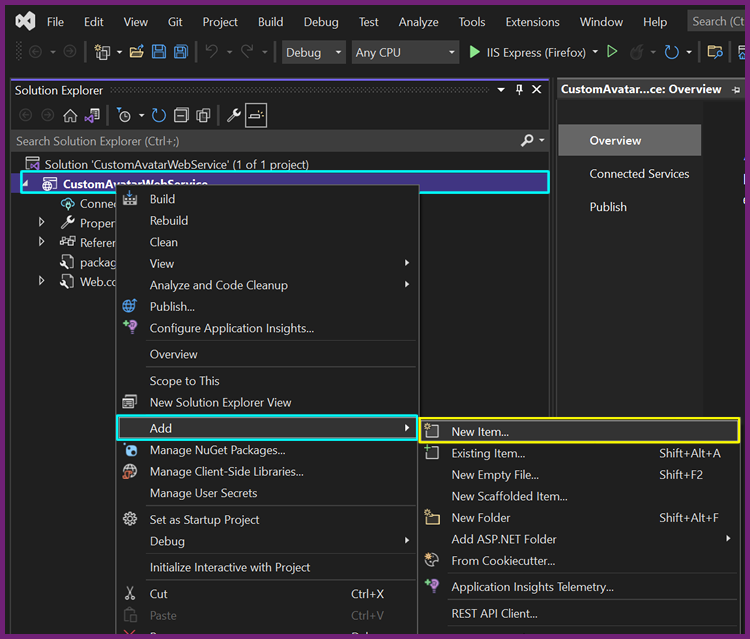 File Edit View Git Project Build Debug Test Analyze Tools Extensions Window Help Search (Ct
Debug Any CPU IIS Express (Firefox)
Solution Explorer
CustomAvatar...ce: Overview
Search Solution Explorer (Ctrl+;)
Solution 'CustomAvatarWebService' (1 of 1 project)
CustomAvatarWebService
Conne
Proper
Referer
packag
Web.co
Overview
Connected Services
Publish
Build
Rebuild
Clean
View
Analyze and Code Cleanup
Publish...
Configure Application Insights...
Overview
Scope to This
New Solution Explorer View
Add
Manage NuGet Packages...
Manage Client-Side Libraries...
Manage User Secrets
Set as Startup Project
Debug
Initialize Interactive with Project
Cut Ctrl+X
Paste Ctrl+V
New Item...
Existing Item... Shift+Alt+A
New Empty File... Shift+F2
New Scaffolded Item...
New Folder Shift+Alt+F
Add ASP.NET Folder
From Cookiecutter...
Application Insights Telemetry...
REST API Client...